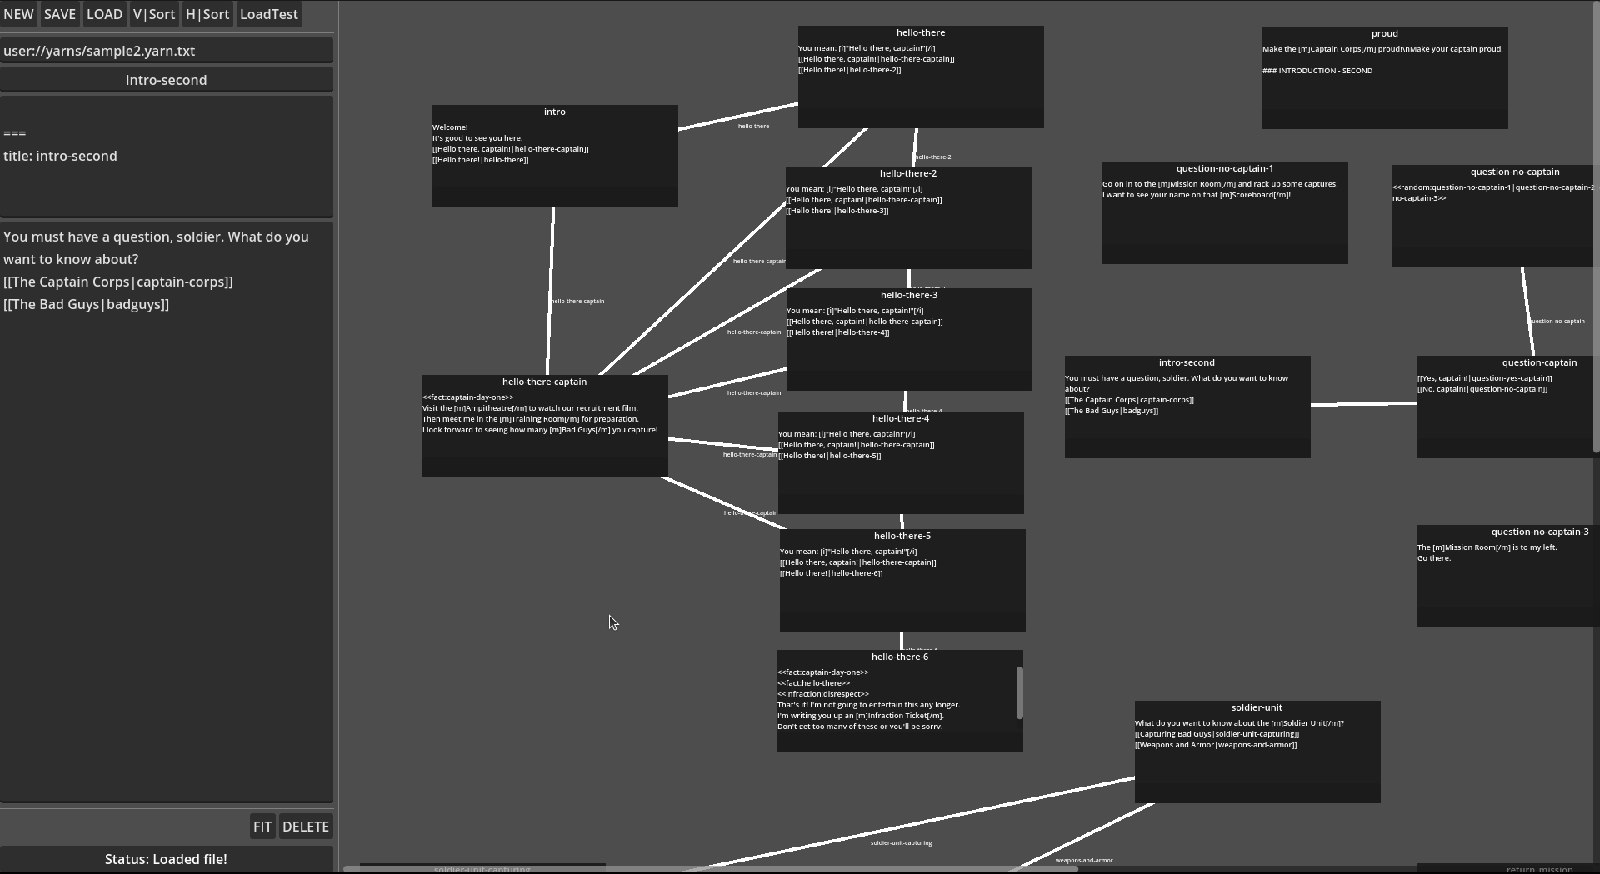 NEW SAVE LOAD V|Sort H|Sort LoadTest
user://yarns/sample2.yarn.txt
intro-second
===
title: intro-second
You must have a question, soldier. What do you
want to know about?
[[The Captain Corps|captain-corps]]
[[The Bad Guys|badguys]]
FIT DELETE
Status: Loaded file!
intro
Welcome!
It's good to see you here.
[[Hello there, captain!|hello-there-captain]]
[[Hello there!|hello-there]]
hello-there
hello-there-captain
hello-there
You mean: [i]"Hello there, captain!"[/i]
[[Hello there, captain!|hello-there-captain]]
[[Hello there!|hello-there-2]]
hello-there-2
hello-there-2
You mean: [i]"Hello there, captain!"[/i]
[[Hello there, captain!|hello-there-captain]]
[[Hello there!|hello-there-3]]
hello-there-captain
hello-there-3
You mean: [i]"Hello there, captain!"[/i]
[[Hello there, captain!|hello-there-captain]]
[[Hello there!|hello-there-4]]
hello-there-captain
hello-there-captain
<<fact:captain-day-one>>
Visit the [m]Ampitheatre[/m] to watch our recruitment film.
Then meet me in the [m]Training Room[/m] for preparation.
I look forward to seeing how many [m]Bad Guys[/m] you capture!
hello-there-captain
hello-there-4
hello-there-4
You mean: [i]"Hello there, captain!"[/i]
[[Hello there, captain!|hello-there-captain]]
[[Hello there!|hello-there-5]]
hello-there-captain
hello-there-captain
hello-there-5
You mean: [i]"Hello there, captain!"[/i]
[[Hello there, captain!|hello-there-captain]]
[[Hello there!|hello-there-6]]
hello-there-6
<<fact:captain-day-one>>
<<fact:hello-there>>
<<infraction:disrespect>>
That's it! I'm not going to entertain this any longer.
I'm writing you up an [m]Infraction Ticket[/m].
Don't get too many of these or you'll be sorry.
proud
Make the [m]Captain Corps[/m] proud!\nMake your captain proud
### INTRODUCTION - SECOND
question-no-captain-1
Go on in to the [m]Mission Room[/m] and rack up some captures.
I want to see your name on that [m]Scoreboard[/m]!
question-no-captain
<<random:question-no-captain-1|question-no-captain-2
no-captain-3>>
question-no-captain
intro-second
You must have a question, soldier. What do you want to know
about?
[[The Captain Corps|captain-corps]]
[[The Bad Guys|badguys]]
question-captain
[[Yes, captain!|question-yes-captain]]
[[No, captain!|question-no-captain]]
question-no-captain-3
The [m]Mission Room[/m] is to my left.
Go there.
soldier-unit
What do you want to know about the [m]Soldier Unit[/m]?
[[Capturing Bad Guys|soldier-unit-capturing]]
[[Weapons and Armor|weapons-and-armor]]
soldier-unit-capturing
weapons-and-armor
soldier-unit-capturing
return_mission